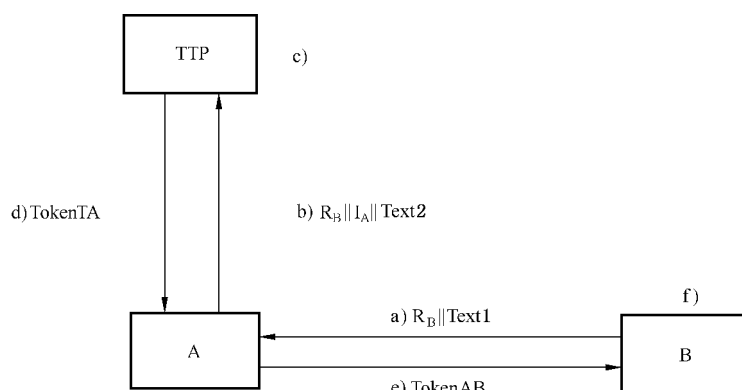 TTP
c)
d) TokenTA
b) R_B||I_A||Text2
f)
a) R_B||Text1
A
B
e) TokenAB